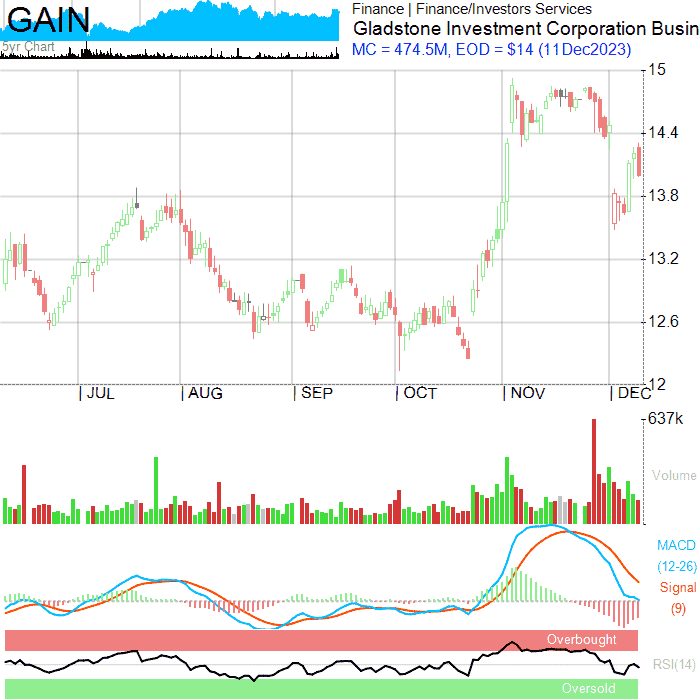 GAIN
5yr Chart
Finance | Finance/Investors Services
Gladstone Investment Corporation Busin
MC = 474.5M, EOD = $14 (11Dec2023)
15
14.4
13.8
13.2
12.6
12
| JUL | AUG | SEP | OCT | NOV | DEC
637k
Volume
MACD
(12-26)
Signal
(9)
Overbought
RSI(14)
Oversold